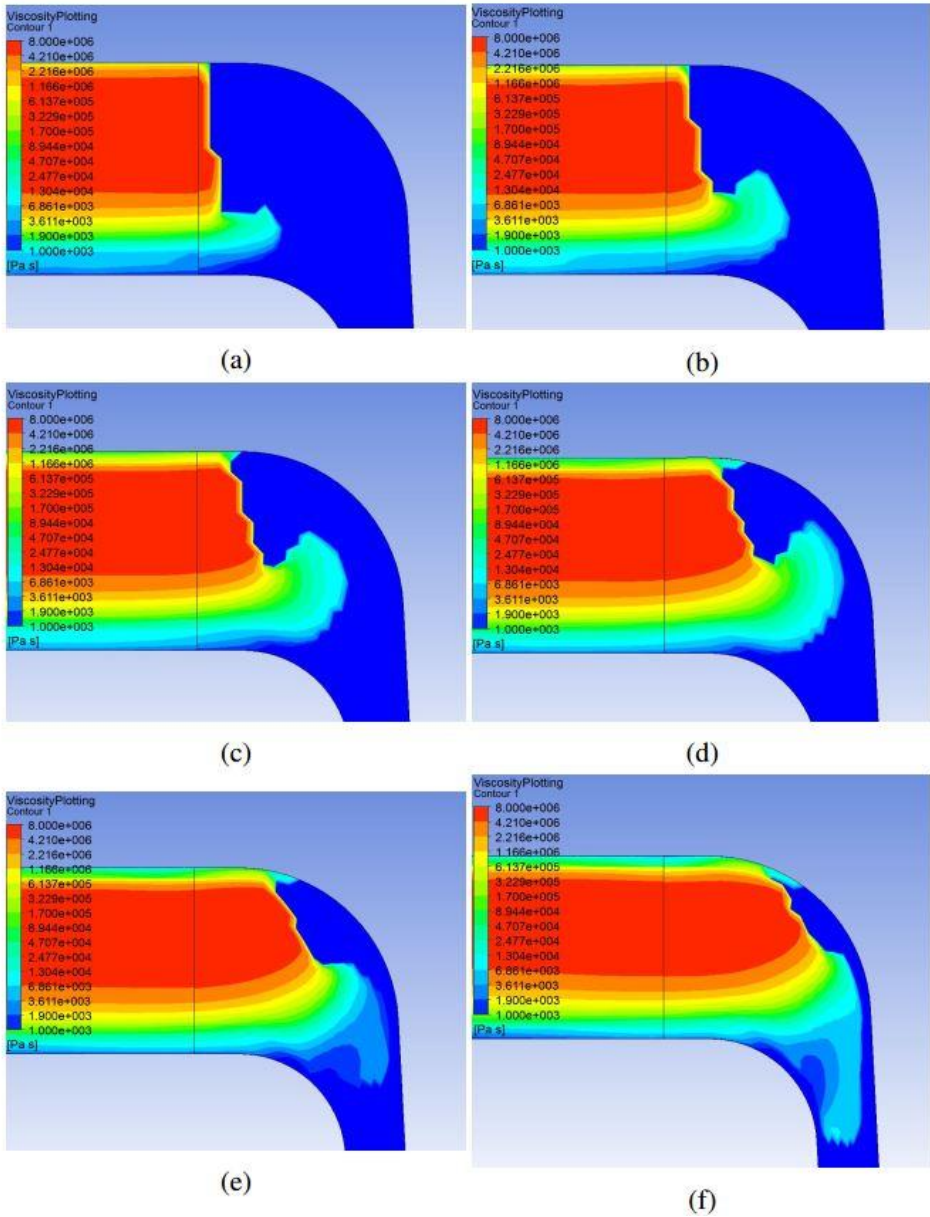 ViscosityPlotting
Contour 1
8.000e+006
4.210e+006
2.216e+006
1.166e+006
6.137e+005
3.229e+005
1.700e+005
8.944e+004
4.707e+004
2.477e+004
1.304e+004
6.861e+003
3.611e+003
1.900e+003
1.000e+003
[Pa s]
(a)
ViscosityPlotting
Contour 1
8.000e+006
4.210e+006
2.216e+006
1.166e+006
6.137e+005
3.229e+005
1.700e+005
8.944e+004
4.707e+004
2.477e+004
1.304e+004
6.861e+003
3.611e+003
1.900e+003
1.000e+003
[Pa s]
(b)
ViscosityPlotting
Contour 1
8.000e+006
4.210e+006
2.216e+006
1.166e+006
6.137e+005
3.229e+005
1.700e+005
8.944e+004
4.707e+004
2.477e+004
1.304e+004
6.861e+003
3.611e+003
1.900e+003
1.000e+003
[Pa s]
(c)
ViscosityPlotting
Contour 1
8.000e+006
4.210e+006
2.216e+006
1.166e+006
6.137e+005
3.229e+005
1.700e+005
8.944e+004
4.707e+004
2.477e+004
1.304e+004
6.861e+003
3.611e+003
1.900e+003
1.000e+003
[Pa s]
(d)
ViscosityPlotting
Contour 1
8.000e+006
4.210e+006
2.216e+006
1.166e+006
6.137e+005
3.229e+005
1.700e+005
8.944e+004
4.707e+004
2.477e+004
1.304e+004
6.861e+003
3.611e+003
1.900e+003
1.000e+003
[Pa s]
(e)
ViscosityPlotting
Contour 1
8.000e+006
4.210e+006
2.216e+006
1.166e+006
6.137e+005
3.229e+005
1.700e+005
8.944e+004
4.707e+004
2.477e+004
1.304e+004
6.861e+003
3.611e+003
1.900e+003
1.000e+003
[Pa s]
(f)